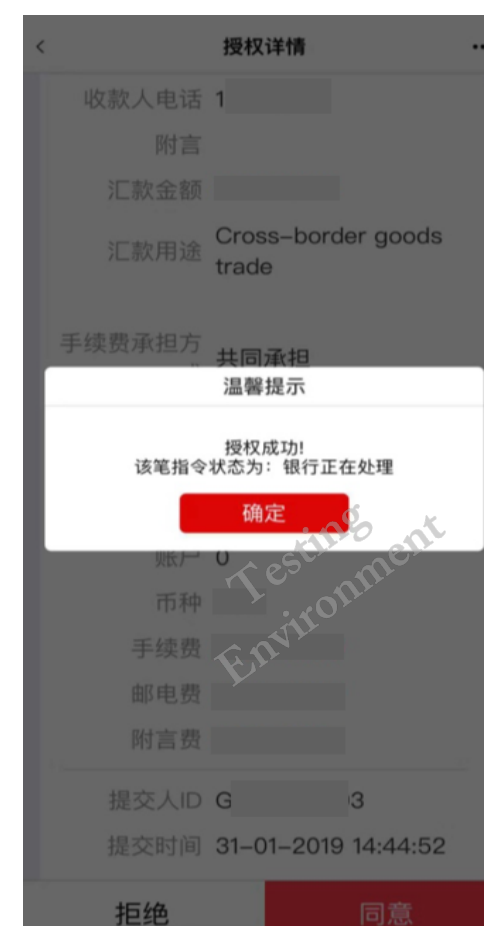 授权详情
收款人电话 1
附言
汇款金额
汇款用途 Cross-border goods
trade
手续费承担方
共同承担
温馨提示
授权成功!
该笔指令状态为：银行正在处理
确定
账户 0
币种
手续费
邮电费
附言费
提交人ID G 3
提交时间 31-01-2019 14:44:52
拒绝 同意
Testing
Environment